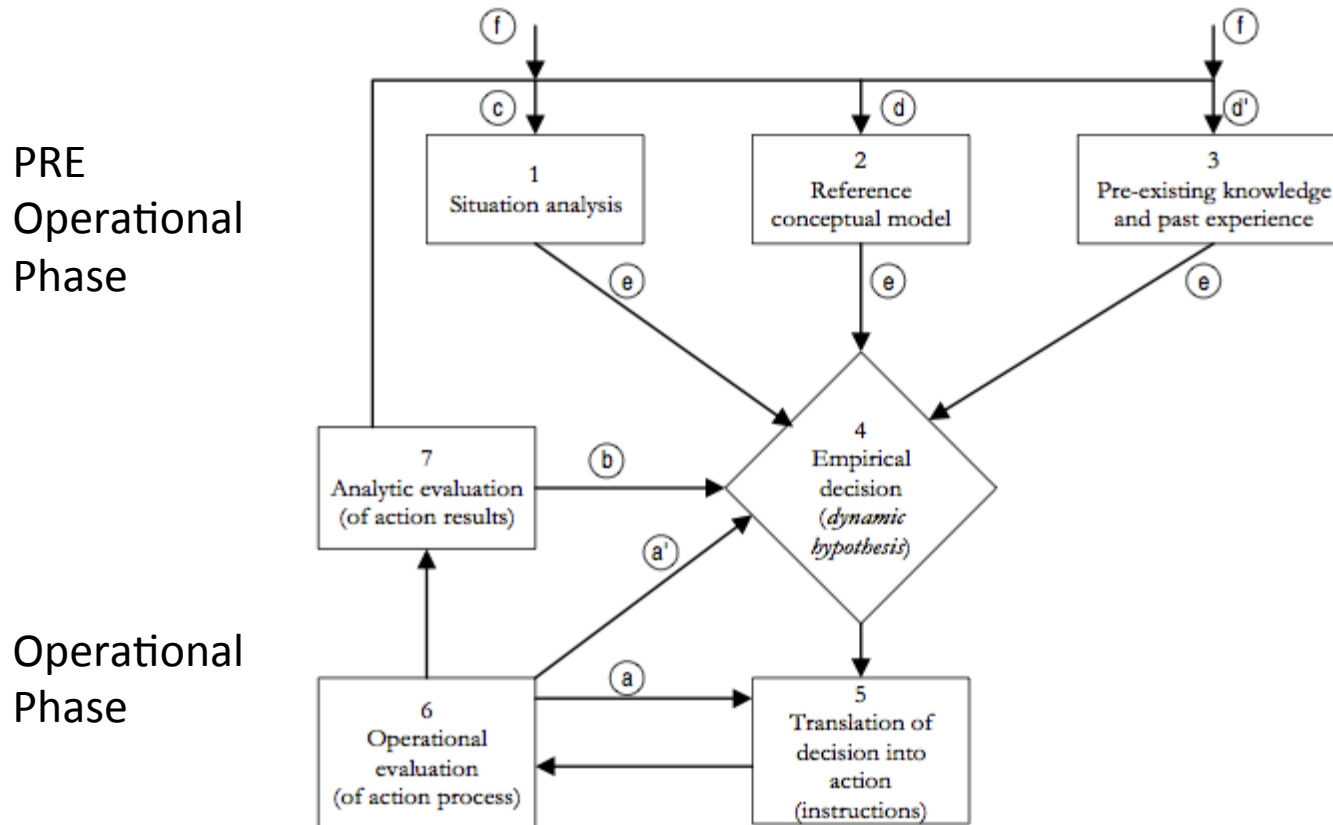 f
f
c
d
d'
PRE
Operational
Phase
1
Situation analysis
2
Reference
conceptual model
3
Pre-existing knowledge
and past experience
e
e
e
7
Analytic evaluation
(of action results)
b
4
Empirical
decision
(dynamic
hypothesis)
a'
Operational
Phase
a
6
Operational
evaluation
(of action process)
5
Translation of
decision into
action
(instructions)